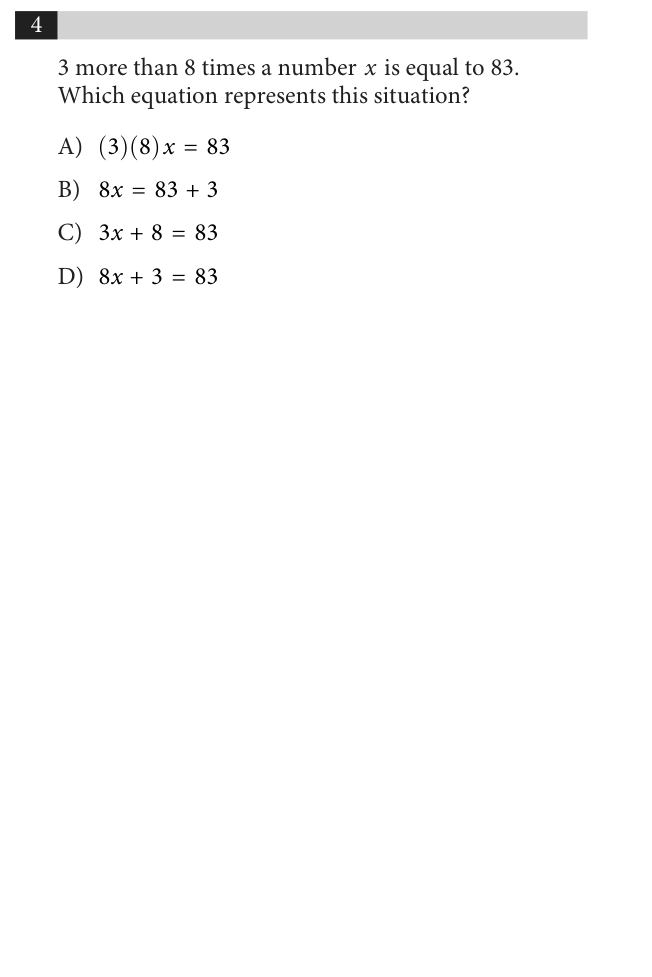 4
3 more than 8 times a number x is equal to 83.
Which equation represents this situation?
A) (3)(8)x = 83
B) 8x = 83 + 3
C) 3x + 8 = 83
D) 8x + 3 = 83